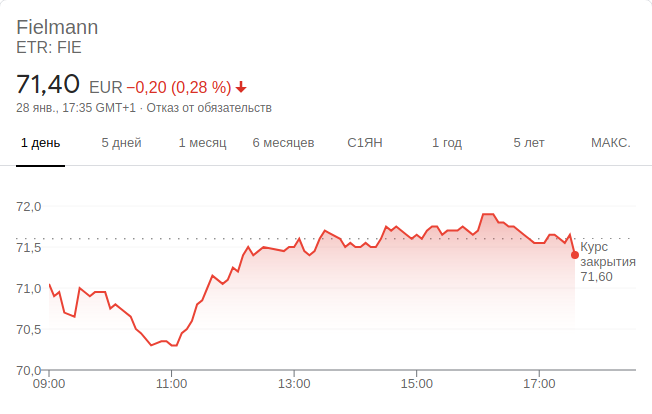 Fielmann
ETR: FIE
71,40 EUR −0,20 (0,28 %)
28 янв., 17:35 GMT+1 · Отказ от обязательств
1 день 5 дней 1 месяц 6 месяцев С1ЯН 1 год 5 лет МАКС.
72,0
71,5
71,0
70,5
70,0
Курс
закрытия
71,60
09:00 11:00 13:00 15:00 17:00